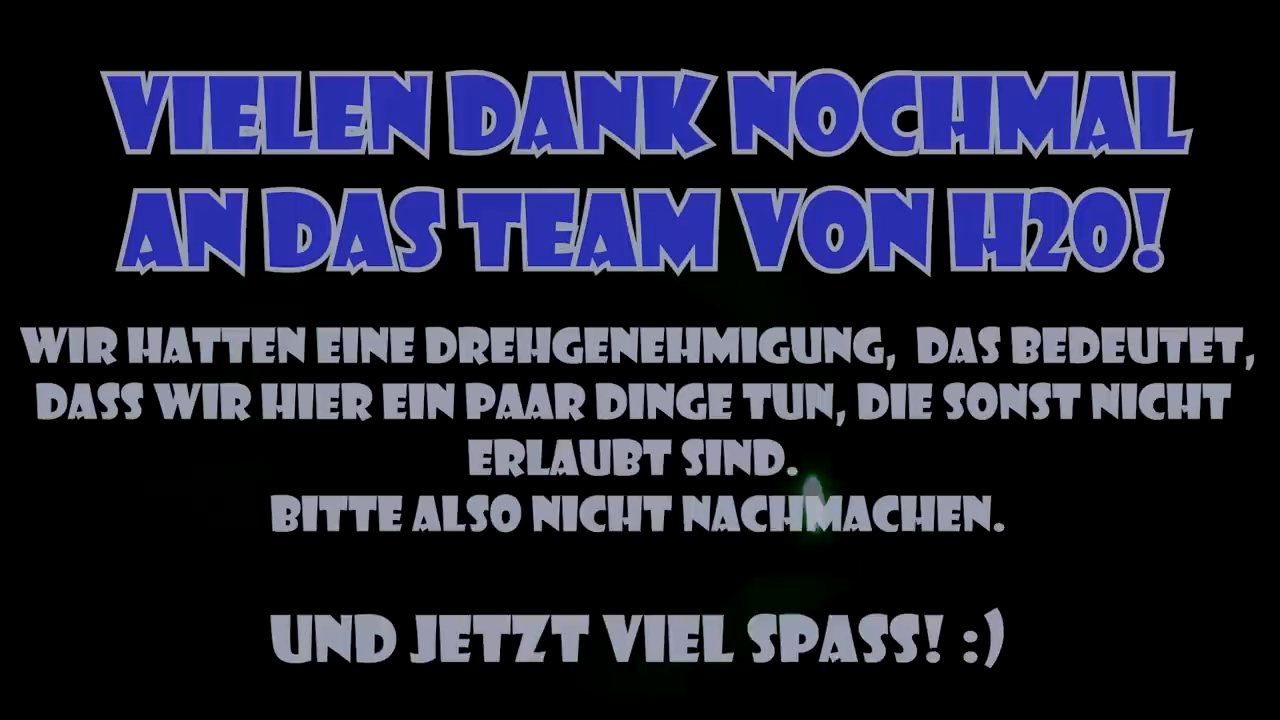 VIELEN DANK NOCHMAL
AN DAS TEAM VON H2O!
WIR HATTEN EINE DREHGENEHMIGUNG, DAS BEDEUTET,
DASS WIR HIER EIN PAAR DINGE TUN, DIE SONST NICHT
ERLAUBT SIND.
BITTE ALSO NICHT NACHMACHEN.
UND JETZT VIEL SPASS! :)